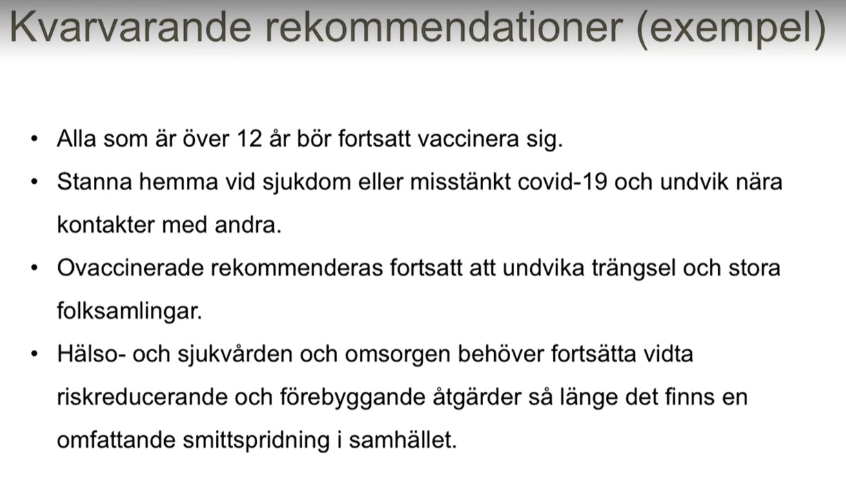 Kvarvarande rekommendationer (exempel)
• Alla som är över 12 år bör fortsatt vaccinera sig.
• Stanna hemma vid sjukdom eller misstänkt covid-19 och undvik nära
kontakter med andra.
• Ovaccinerade rekommenderas fortsatt att undvika trängsel och stora
folksamlingar.
• Hälso- och sjukvården och omsorgen behöver fortsätta vidta
riskreducerande och förebyggande åtgärder så länge det finns en
omfattande smittspridning i samhället.